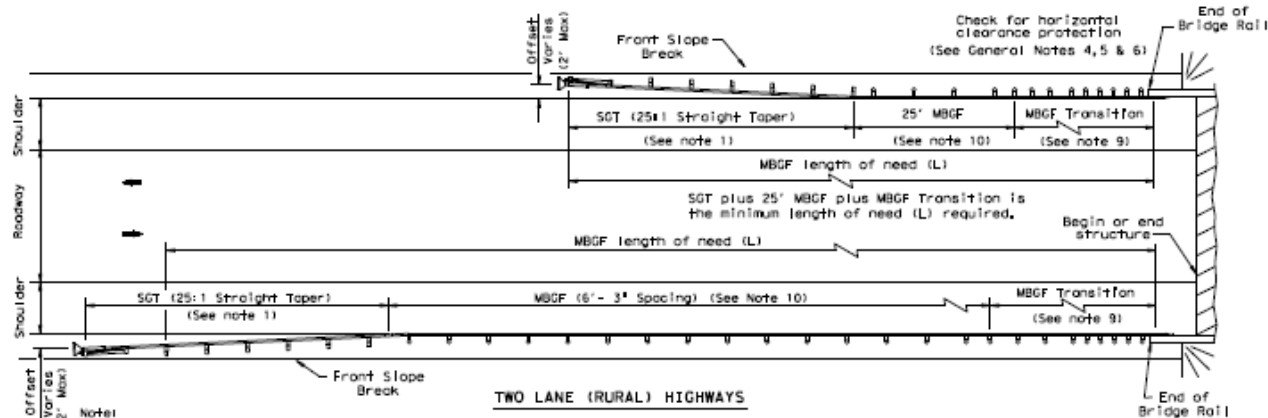 End of
Bridge Rail
Check for horizontal
clearance protection
(See General Notes 4,5 & 6)
Front Slope
Break
Offset
Varies
(2' Max)
SGT (25:1 Straight Taper)
(See note 1)
25' MBGF
(See note 10)
MBGF Transition
(See note 9)
MBGF length of need (L)
SGT plus 25' MBGF plus MBGF Transition is
the minimum length of need (L) required.
Shoulder
Roadway
Shoulder
Begin or end
structure
MBGF length of need (L)
SGT (25:1 Straight Taper)
(See note 1)
MBGF (6'- 3" Spacing) (See Note 10)
MBGF Transition
(See note 9)
Front Slope
Break
Offset
Varies
2' Max)
Note:
TWO LANE (RURAL) HIGHWAYS
End of
Bridge Rail